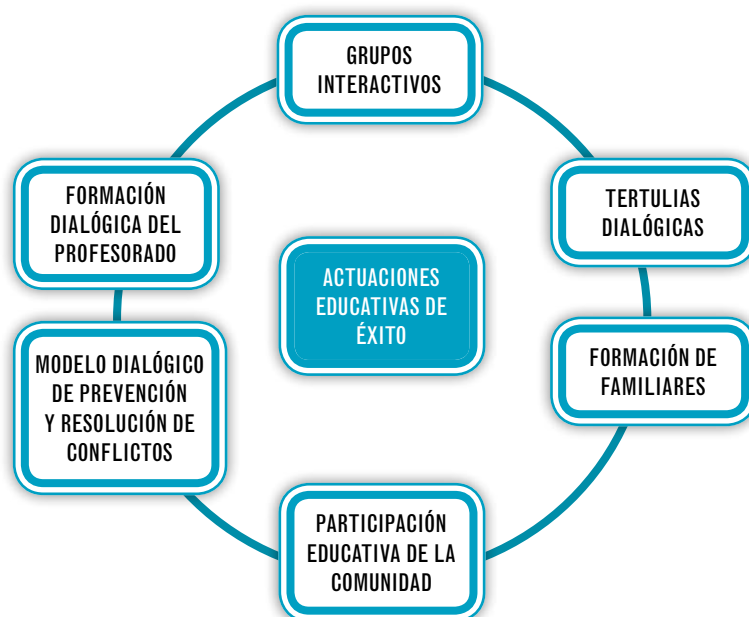 GRUPOS
INTERACTIVOS
TERTULIAS
DIALÓGICAS
FORMACIÓN DE
FAMILIARES
PARTICIPACIÓN
EDUCATIVA DE LA
COMUNIDAD
MODELO DIALÓGICO
DE PREVENCIÓN
Y RESOLUCIÓN DE
CONFLICTOS
FORMACIÓN
DIALÓGICA DEL
PROFESORADO
ACTUACIONES
EDUCATIVAS DE
ÉXITO